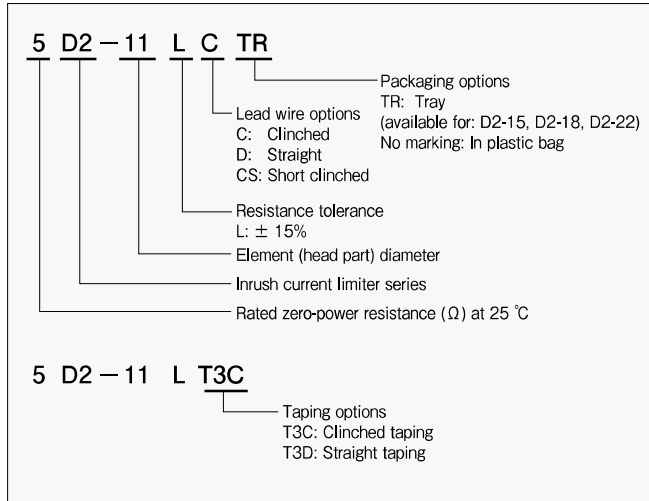 5 D2-11 L C TR
Packaging options
TR: Tray
(available for: D2-15, D2-18, D2-22)
No marking: In plastic bag
Lead wire options
C: Clinched
D: Straight
CS: Short clinched
Resistance tolerance
L: ± 15%
Element (head part) diameter
Inrush current limiter series
Rated zero-power resistance (Ω) at 25 ℃
5 D2-11 L T3C
Taping options
T3C: Clinched taping
T3D: Straight taping